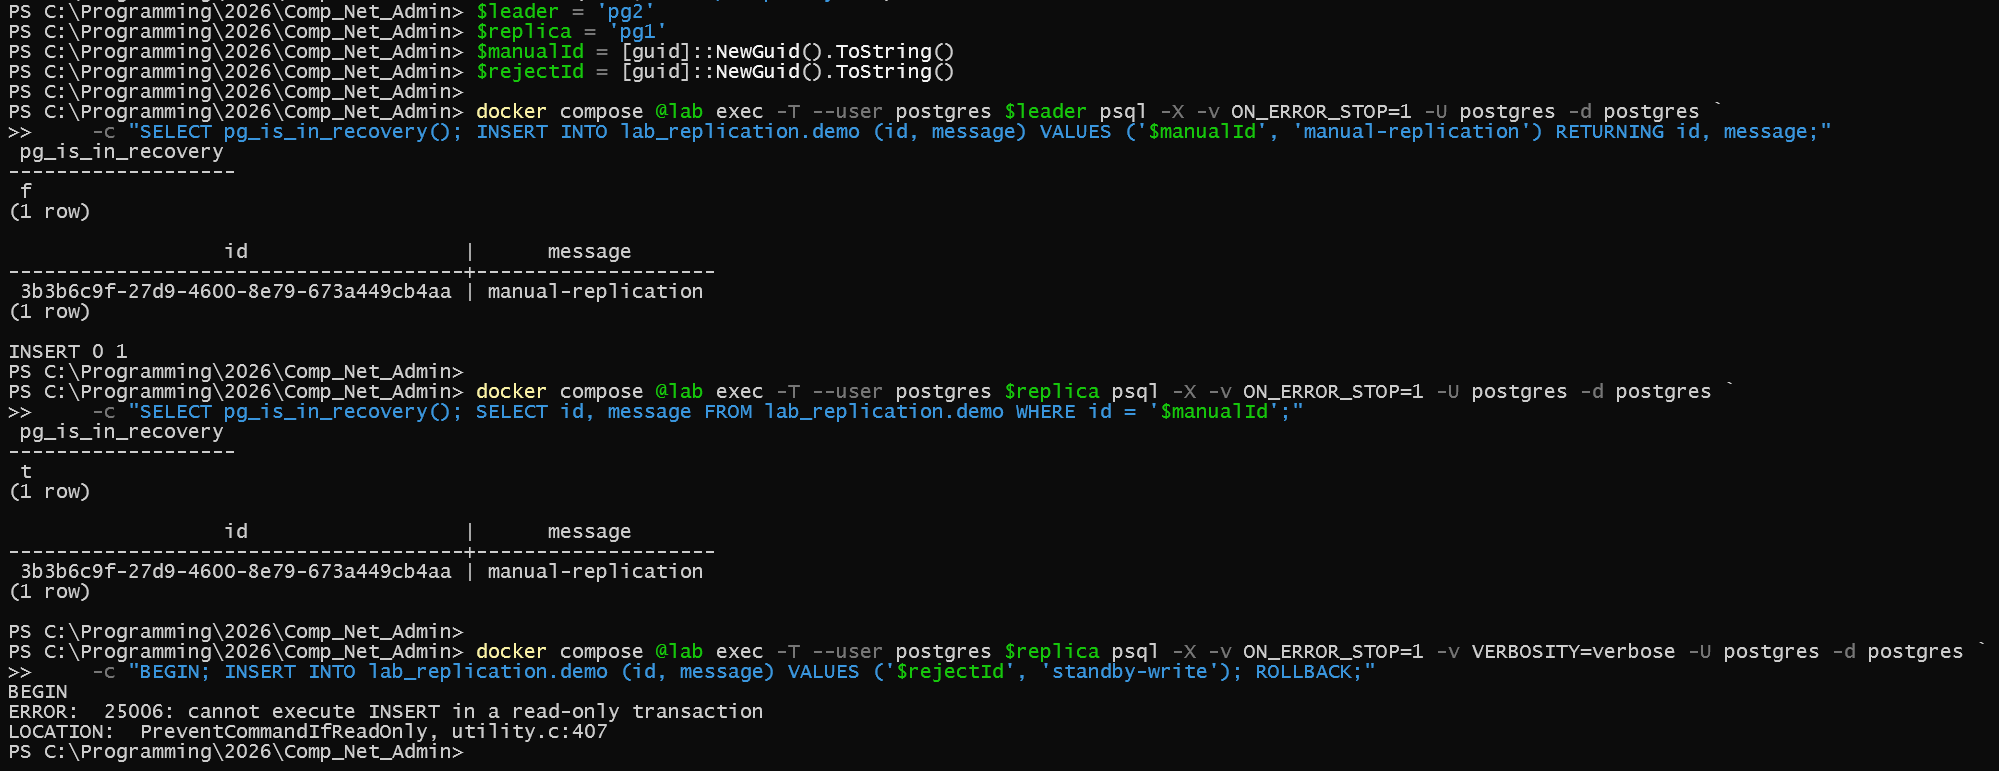 PS C:\Programming\2026\Comp_Net_Admin> $leader = 'pg2'
PS C:\Programming\2026\Comp_Net_Admin> $replica = 'pg1'
PS C:\Programming\2026\Comp_Net_Admin> $manualId = [guid]::NewGuid().ToString()
PS C:\Programming\2026\Comp_Net_Admin> $rejectId = [guid]::NewGuid().ToString()
PS C:\Programming\2026\Comp_Net_Admin>
PS C:\Programming\2026\Comp_Net_Admin> docker compose @lab exec -T --user postgres $leader psql -X -v ON_ERROR_STOP=1 -U postgres -d postgres `
>>     -c "SELECT pg_is_in_recovery(); INSERT INTO lab_replication.demo (id, message) VALUES ('$manualId', 'manual-replication') RETURNING id, message;"
 pg_is_in_recovery
-------------------
 f
(1 row)

                  id                  |      message
--------------------------------------+--------------------
 3b3b6c9f-27d9-4600-8e79-673a449cb4aa | manual-replication
(1 row)

INSERT 0 1
PS C:\Programming\2026\Comp_Net_Admin>
PS C:\Programming\2026\Comp_Net_Admin> docker compose @lab exec -T --user postgres $replica psql -X -v ON_ERROR_STOP=1 -U postgres -d postgres `
>>     -c "SELECT pg_is_in_recovery(); SELECT id, message FROM lab_replication.demo WHERE id = '$manualId';"
 pg_is_in_recovery
-------------------
 t
(1 row)

                  id                  |      message
--------------------------------------+--------------------
 3b3b6c9f-27d9-4600-8e79-673a449cb4aa | manual-replication
(1 row)

PS C:\Programming\2026\Comp_Net_Admin>
PS C:\Programming\2026\Comp_Net_Admin> docker compose @lab exec -T --user postgres $replica psql -X -v ON_ERROR_STOP=1 -v VERBOSITY=verbose -U postgres -d postgres `
>>     -c "BEGIN; INSERT INTO lab_replication.demo (id, message) VALUES ('$rejectId', 'standby-write'); ROLLBACK;"
BEGIN
ERROR:  25006: cannot execute INSERT in a read-only transaction
LOCATION:  PreventCommandIfReadOnly, utility.c:407
PS C:\Programming\2026\Comp_Net_Admin>